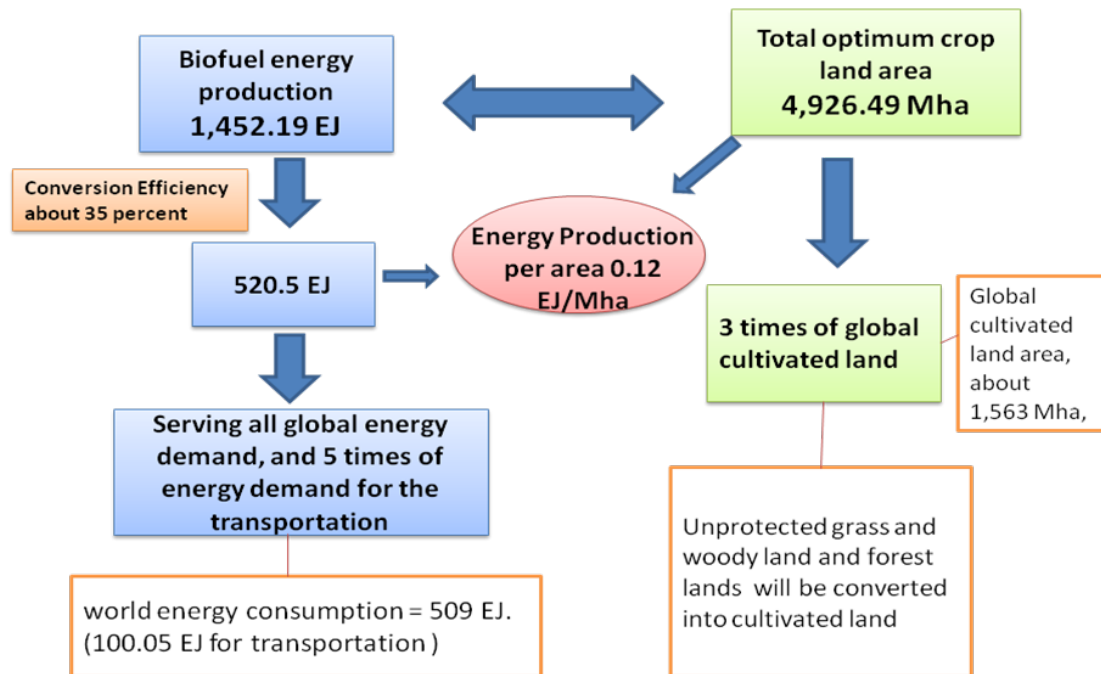 Biofuel energy
production
1,452.19 EJ
Total optimum crop
land area
4,926.49 Mha
Conversion Efficiency
about 35 percent
520.5 EJ
Energy Production
per area 0.12
EJ/Mha
3 times of global
cultivated land
Global
cultivated
land area,
about
1,563 Mha,
Serving all global energy
demand, and 5 times of
energy demand for the
transportation
Unprotected grass and
woody land and forest
lands will be converted
into cultivated land
world energy consumption = 509 EJ.
(100.05 EJ for transportation )